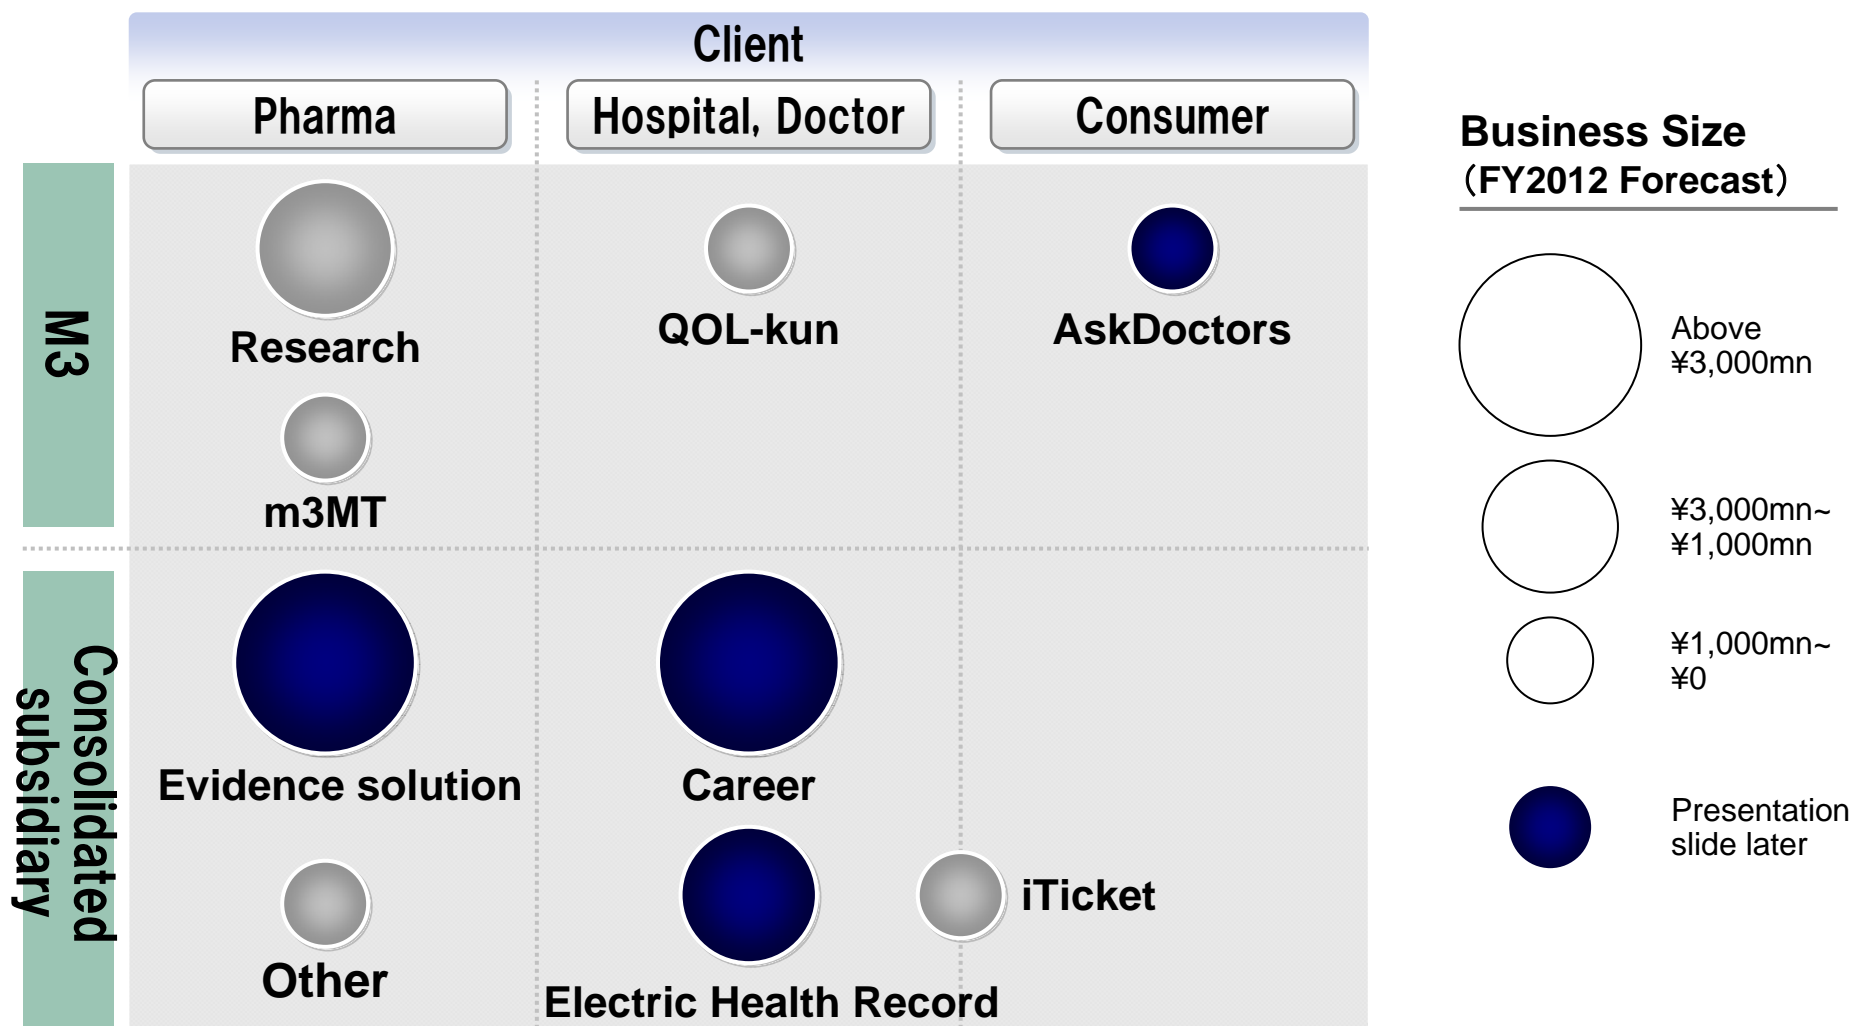 Client
Pharma
Hospital, Doctor
Consumer
M3
Research
QOL-kun
AskDoctors
m3MT
Consolidated
subsidiary
Evidence solution
Career
Other
Electric Health Record
iTicket
Business Size
（FY2012 Forecast）
Above
¥3,000mn
¥3,000mn~
¥1,000mn
¥1,000mn~
¥0
Presentation
slide later